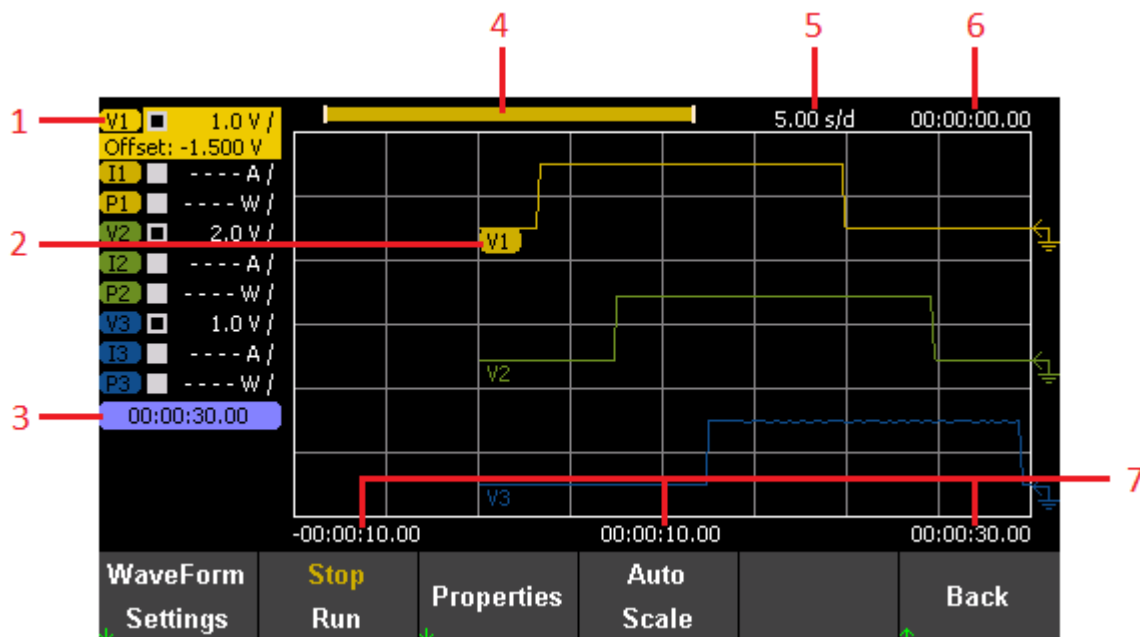 4 5 6
1 V1 1.0 V / 5.00 s/d 00:00:00.00
Offset: -1.500 V
I1 ---- A /
P1 ---- W /
V2 2.0 V /
2 V1
I2 ---- A /
P2 ---- W /
V3 1.0 V /
I3 ---- A /
P3 ---- W /
V2
3 00:00:30.00
7
V3
-00:00:10.00 00:00:10.00 00:00:30.00
WaveForm Settings
Stop Run
Properties
Auto Scale
Back